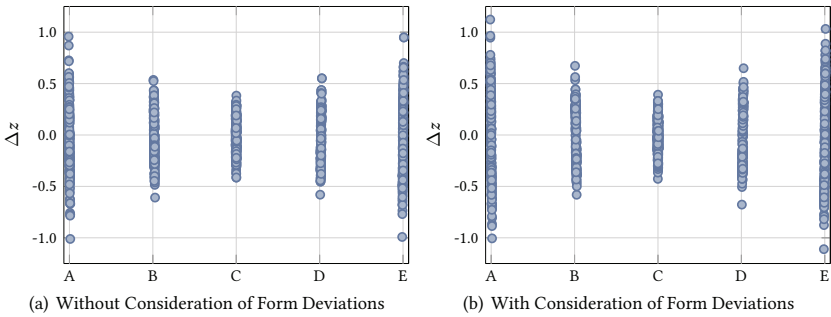 1.0
0.5
0.0
-0.5
-1.0
Δz
A B C D E
(a) Without Consideration of Form Deviations
1.0
0.5
0.0
-0.5
-1.0
Δz
A B C D E
(b) With Consideration of Form Deviations